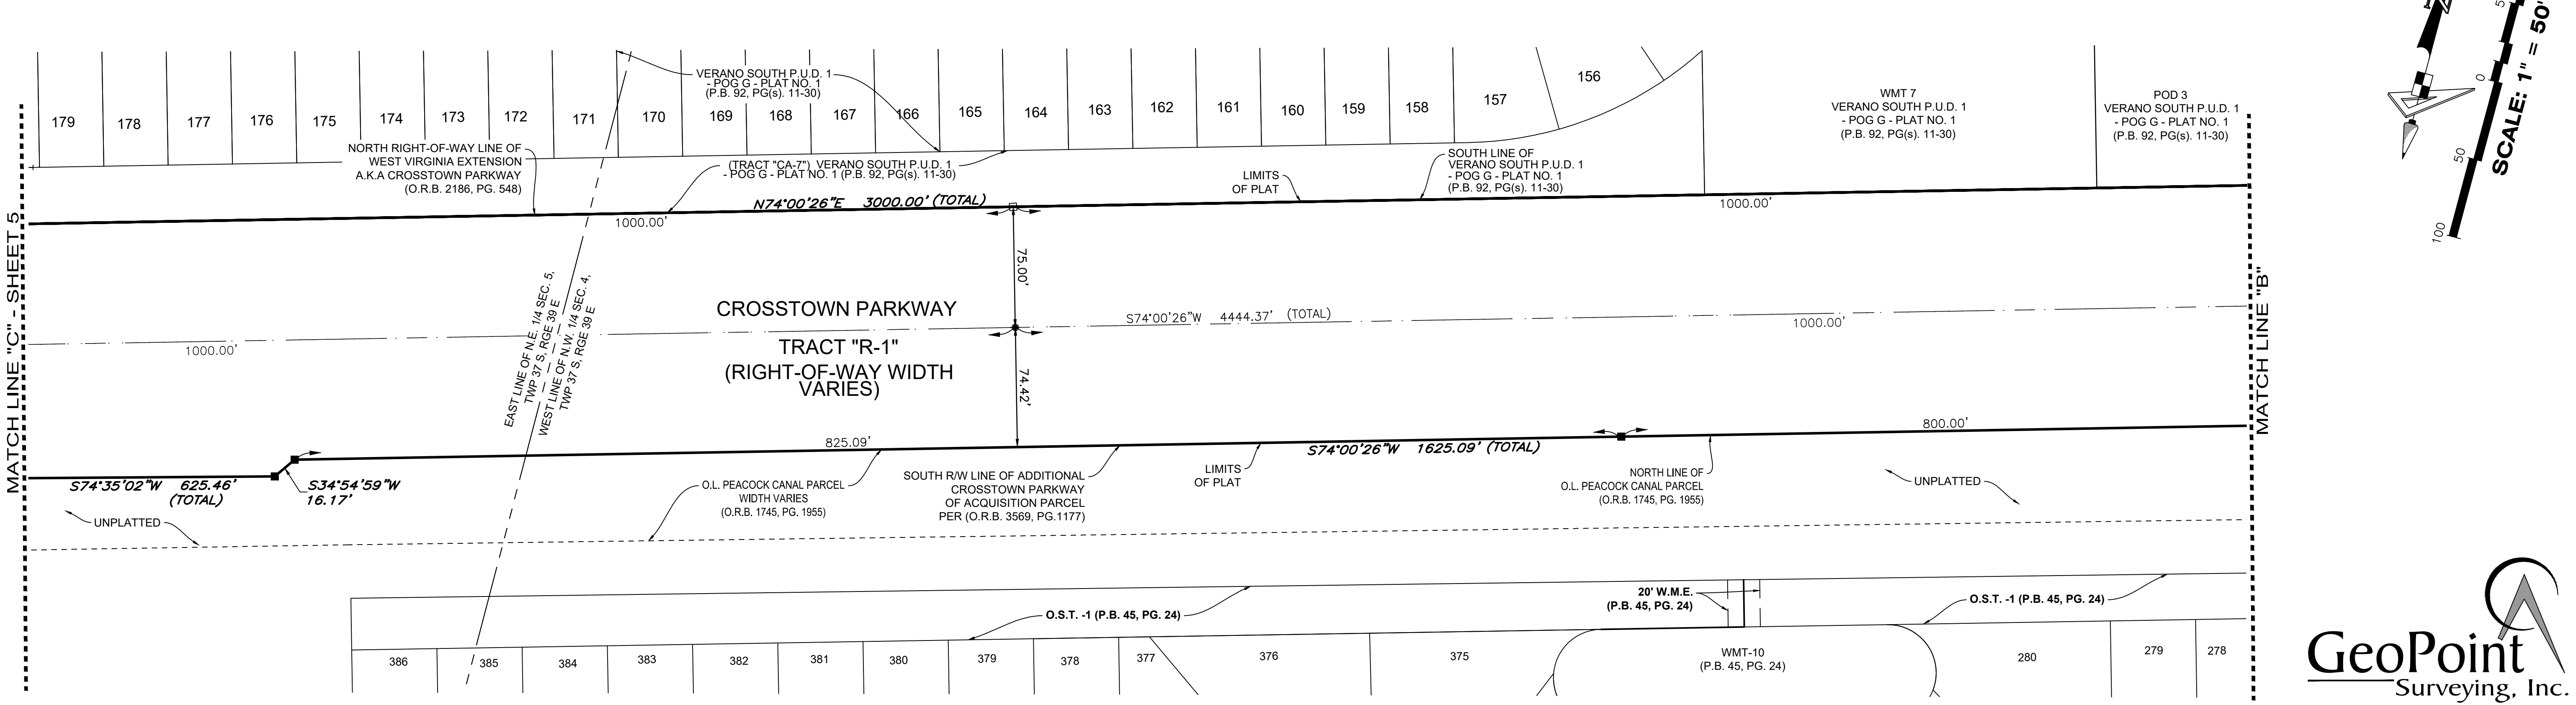 VERANO SOUTH P.U.D. 1
- POG G - PLAT NO. 1
(P.B. 92, PG(s). 11-30)
179
178
177
176
175
174
173
172
171
170
169
168
167
166
165
164
163
162
161
160
159
158
157
156
WMT 7
VERANO SOUTH P.U.D. 1
- POG G - PLAT NO. 1
(P.B. 92, PG(s). 11-30)
POD 3
VERANO SOUTH P.U.D. 1
- POG G - PLAT NO. 1
(P.B. 92, PG(s). 11-30)
NORTH RIGHT-OF-WAY LINE OF
WEST VIRGINIA EXTENSION
A.K.A CROSSTOWN PARKWAY
(O.R.B. 2186, PG. 548)
(TRACT "CA-7") VERANO SOUTH P.U.D. 1
- POG G - PLAT NO. 1 (P.B. 92, PG(s). 11-30)
LIMITS
OF PLAT
SOUTH LINE OF
VERANO SOUTH P.U.D. 1
- POG G - PLAT NO. 1
(P.B. 92, PG(s). 11-30)
N74°00'26"E 3000.00' (TOTAL)
1000.00'
1000.00'
MATCH LINE "C" - SHEET 5
75.00'
CROSSTOWN PARKWAY
S74°00'26"W 4444.37' (TOTAL)
1000.00'
1000.00'
EAST LINE OF N.E. 1/4 SEC. 5,
TWP 37 S, RGE 39 E
WEST LINE OF N.W. 1/4 SEC. 4,
TWP 37 S, RGE 39 E
TRACT "R-1"
(RIGHT-OF-WAY WIDTH
VARIES)
74.42'
MATCH LINE "B"
825.09'
S74°00'26"W 1625.09' (TOTAL)
800.00'
S74°35'02"W 625.46'
(TOTAL)
S34°54'59"W
16.17'
UNPLATTED
O.L. PEACOCK CANAL PARCEL
WIDTH VARIES
(O.R.B. 1745, PG. 1955)
SOUTH R/W LINE OF ADDITIONAL
CROSSTOWN PARKWAY
OF ACQUISITION PARCEL
PER (O.R.B. 3569, PG.1177)
LIMITS
OF PLAT
NORTH LINE OF
O.L. PEACOCK CANAL PARCEL
(O.R.B. 1745, PG. 1955)
UNPLATTED
O.S.T. -1 (P.B. 45, PG. 24)
20' W.M.E.
(P.B. 45, PG. 24)
O.S.T. -1 (P.B. 45, PG. 24)
386
385
384
383
382
381
380
379
378
377
376
375
WMT-10
(P.B. 45, PG. 24)
280
279
278
0
50
100
SCALE: 1" = 50'
GeoPoint
Surveying, Inc.